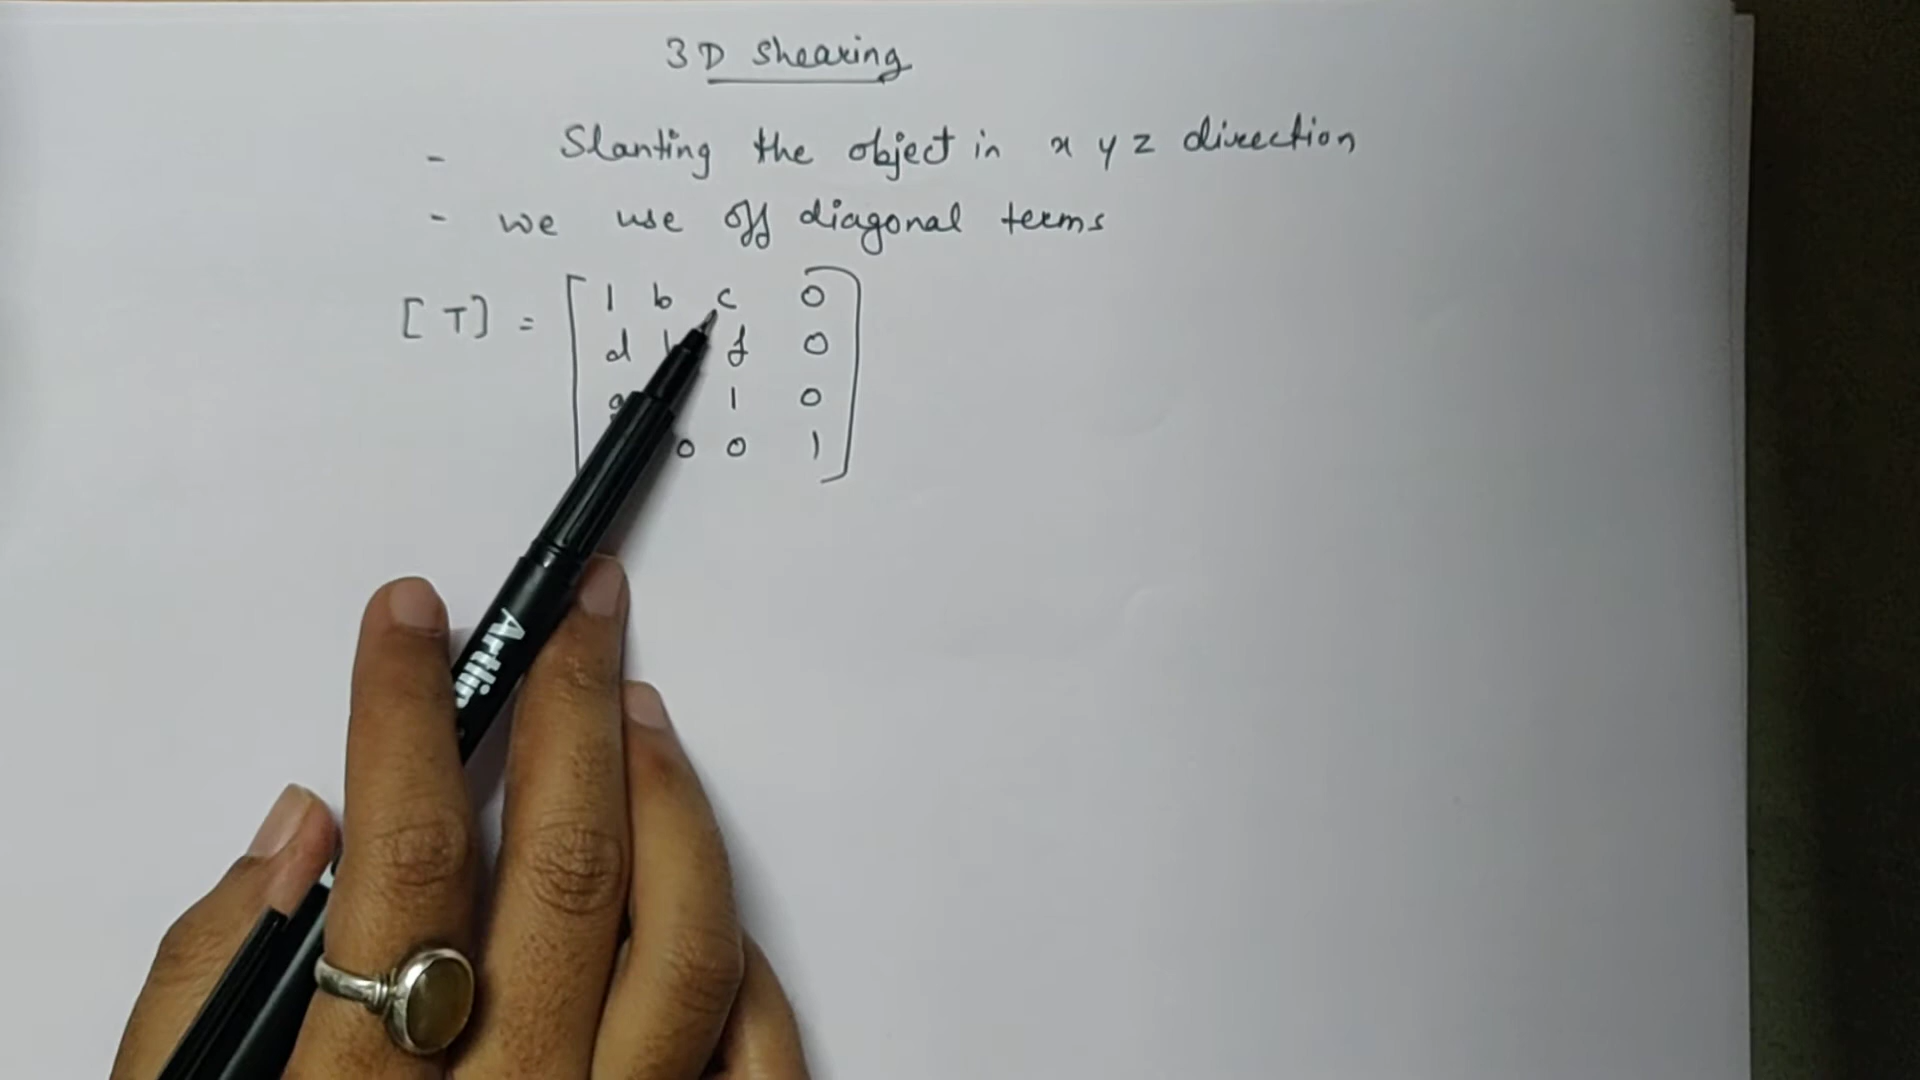 3D Shearing
- Slanting the object in x y z direction
- we use off diagonal terms
[T] = [ 1 b c 0
d f 0
g 1 0
0 0 1 ]
Artlin